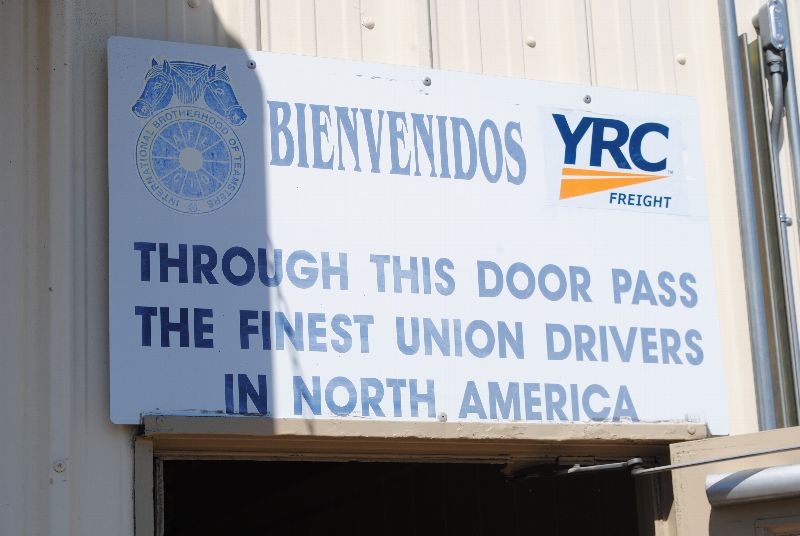 INTERNATIONAL BROTHERHOOD OF TEAMSTERS
BIENVENIDOS
YRC
FREIGHT
THROUGH THIS DOOR PASS
THE FINEST UNION DRIVERS
IN NORTH AMERICA